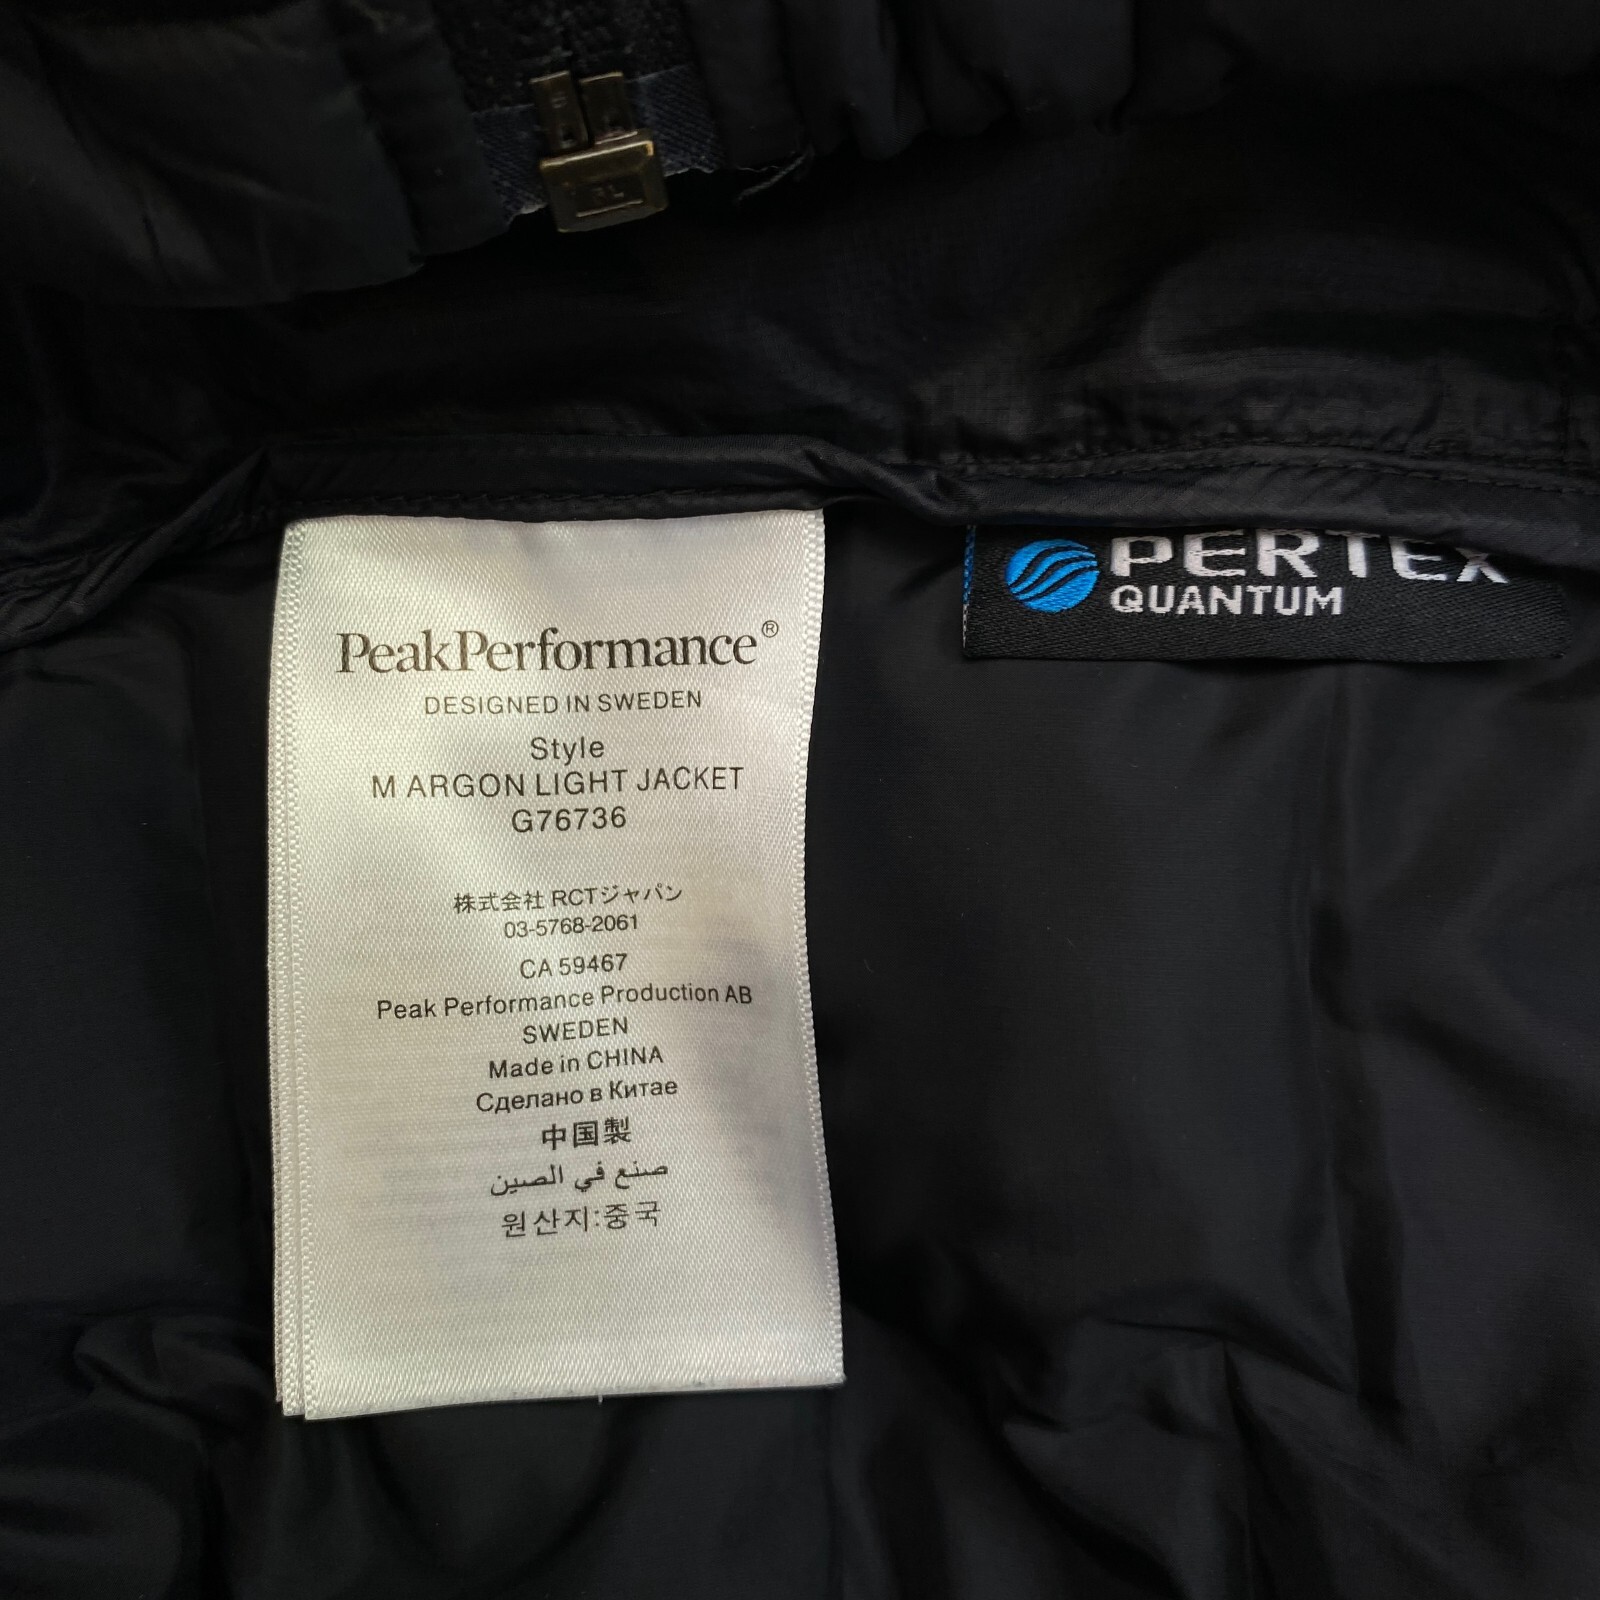 PeakPerformance®
DESIGNED IN SWEDEN
Style
M ARGON LIGHT JACKET
G76736
株式会社 RCTジャパン
03-5768-2061
CA 59467
Peak Performance Production AB
SWEDEN
Made in CHINA
Сделано в Китае
中国製
صنع في الصين
원산지:중국
PERTEX
QUANTUM